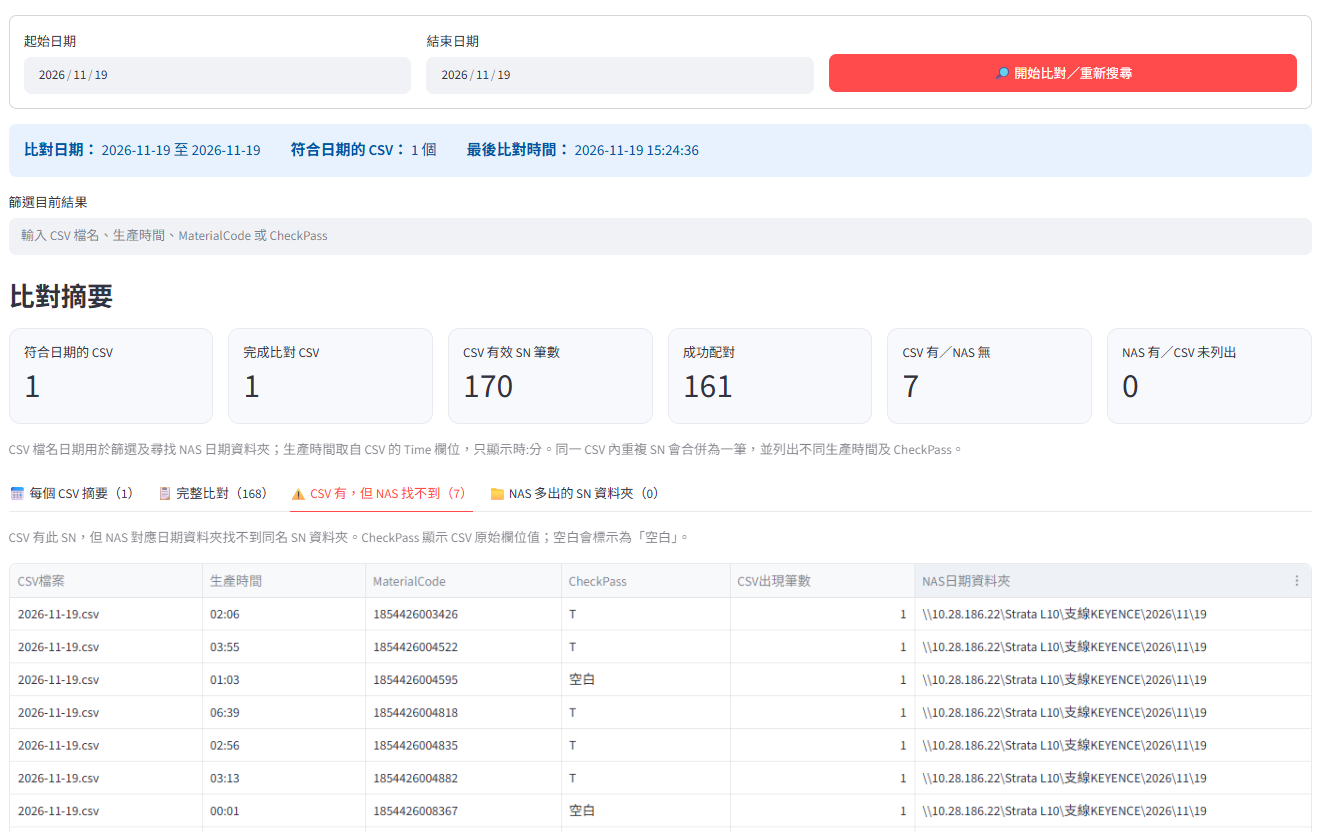 起始日期 結束日期
2026 / 11 / 19 2026 / 11 / 19 🔎 開始比對／重新搜尋
比對日期： 2026-11-19 至 2026-11-19 符合日期的 CSV： 1 個 最後比對時間： 2026-11-19 15:24:36
篩選目前結果
輸入 CSV 檔名、生產時間、MaterialCode 或 CheckPass
比對摘要
符合日期的 CSV 完成比對 CSV CSV 有效 SN 筆數 成功配對 CSV 有／NAS 無 NAS 有／CSV 未列出
1 1 170 161 7 0
CSV 檔名日期用於篩選及尋找 NAS 日期資料夾；生產時間取自 CSV 的 Time 欄位，只顯示時:分。同一 CSV 內重複 SN 會合併為一筆，並列出不同生產時間及 CheckPass。
📅 每個 CSV 摘要（1） 📋 完整比對（168） ⚠️ CSV 有，但 NAS 找不到（7） 📁 NAS 多出的 SN 資料夾（0）
CSV 有此 SN，但 NAS 對應日期資料夾找不到同名 SN 資料夾。CheckPass 顯示 CSV 原始欄位值；空白會標示為「空白」。
CSV檔案 生產時間 MaterialCode CheckPass CSV出現筆數 NAS日期資料夾
2026-11-19.csv 02:06 1854426003426 T 1 \\10.28.186.22\Strata L10\支線KEYENCE\2026\11\19
2026-11-19.csv 03:55 1854426004522 T 1 \\10.28.186.22\Strata L10\支線KEYENCE\2026\11\19
2026-11-19.csv 01:03 1854426004595 空白 1 \\10.28.186.22\Strata L10\支線KEYENCE\2026\11\19
2026-11-19.csv 06:39 1854426004818 T 1 \\10.28.186.22\Strata L10\支線KEYENCE\2026\11\19
2026-11-19.csv 02:56 1854426004835 T 1 \\10.28.186.22\Strata L10\支線KEYENCE\2026\11\19
2026-11-19.csv 03:13 1854426004882 T 1 \\10.28.186.22\Strata L10\支線KEYENCE\2026\11\19
2026-11-19.csv 00:01 1854426008367 空白 1 \\10.28.186.22\Strata L10\支線KEYENCE\2026\11\19